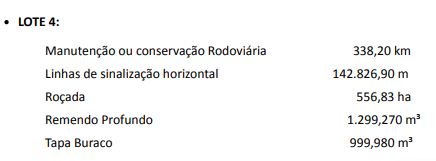 • LOTE 4:
Manutenção ou conservação Rodoviária 338,20 km
Linhas de sinalização horizontal 142.826,90 m
Roçada 556,83 ha
Remendo Profundo 1.299,270 m³
Tapa Buraco 999,980 m³